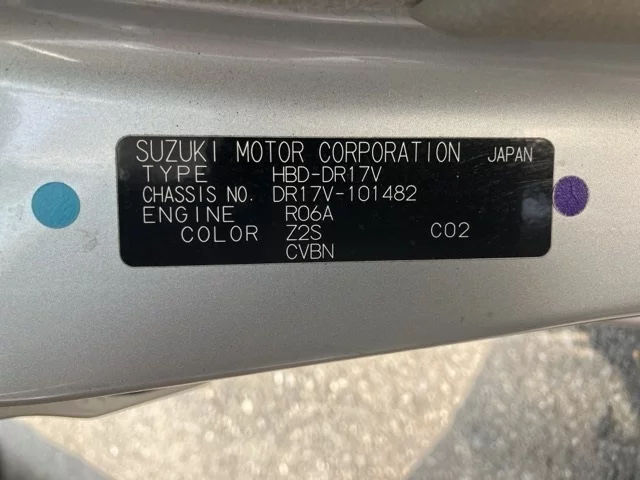 SUZUKI MOTOR CORPORATION JAPAN
TYPE HBD-DR17V
CHASSIS NO. DR17V-101482
ENGINE R06A
COLOR Z2S C02
CVBN